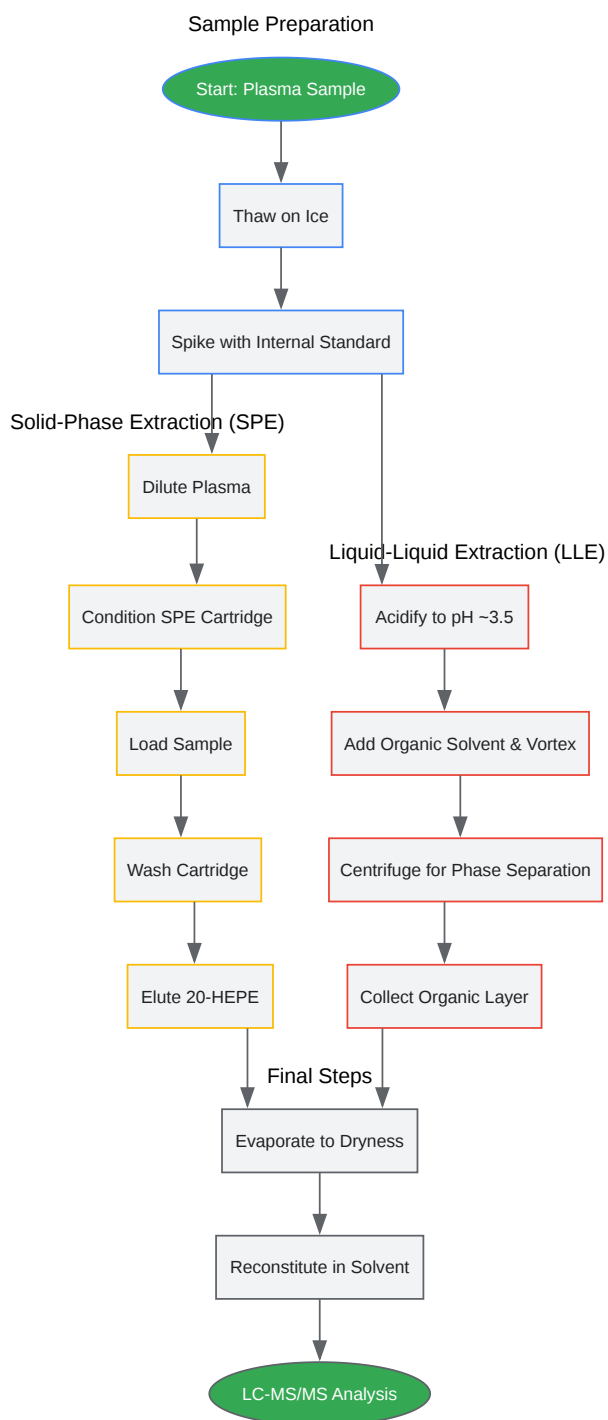 Sample Preparation
Start: Plasma Sample
Thaw on Ice
Spike with Internal Standard
Solid-Phase Extraction (SPE)
Dilute Plasma
Condition SPE Cartridge
Load Sample
Wash Cartridge
Elute 20-HEPE
Liquid-Liquid Extraction (LLE)
Acidify to pH ~3.5
Add Organic Solvent & Vortex
Centrifuge for Phase Separation
Collect Organic Layer
Final Steps
Evaporate to Dryness
Reconstitute in Solvent
LC-MS/MS Analysis